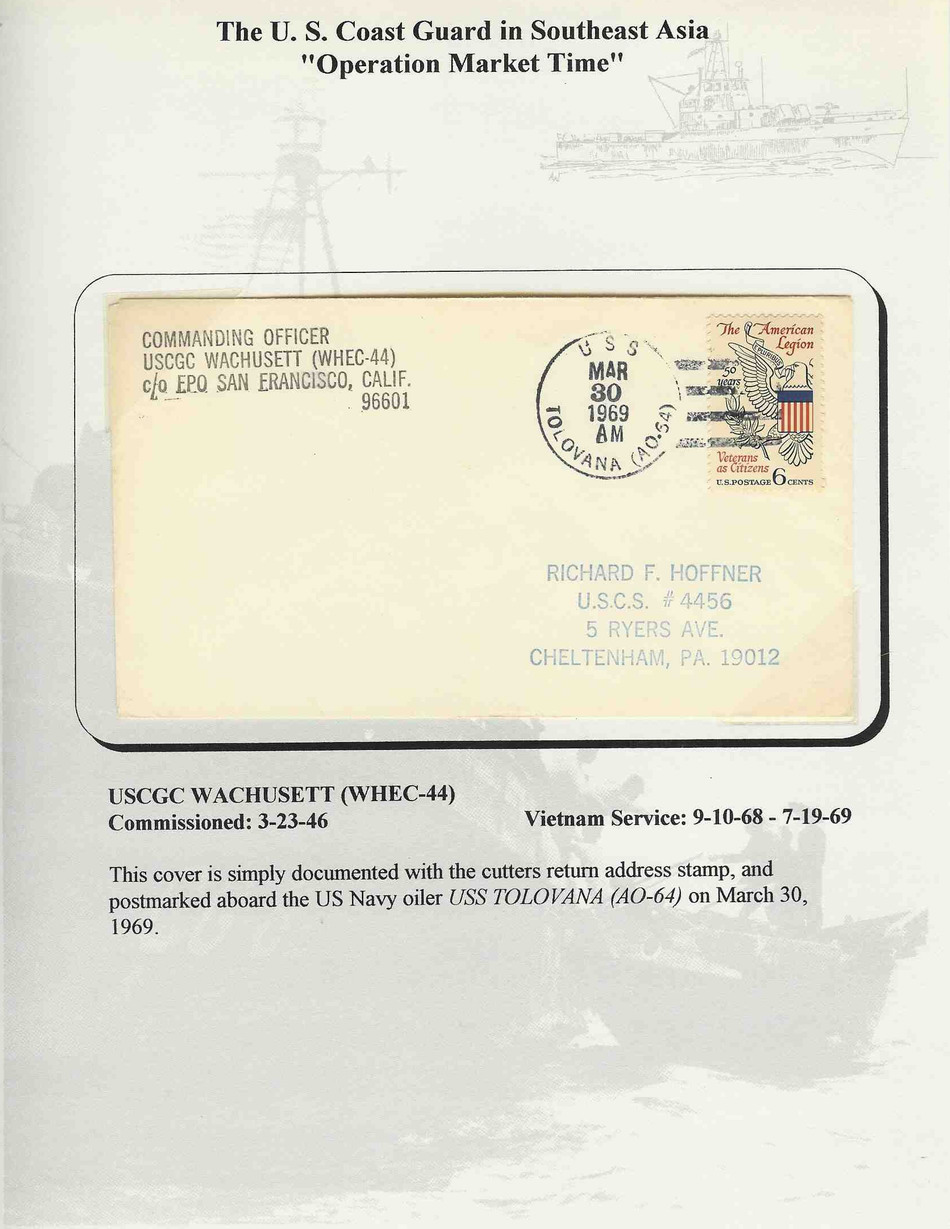 The U. S. Coast Guard in Southeast Asia
"Operation Market Time"
COMMANDING OFFICER
USCGC WACHUSETT (WHEC-44)
c/o FPO SAN FRANCISCO, CALIF.
96601
USS
MAR
30
1969
AM
TOLOVANA (AO-64)
The American
Legion
PLURIBUS
50
years
Veterans
as Citizens
U.S.POSTAGE 6 CENTS
RICHARD F. HOFFNER
U.S.C.S. # 4456
5 RYERS AVE.
CHELTENHAM, PA. 19012
USCGC WACHUSETT (WHEC-44)
Commissioned: 3-23-46
Vietnam Service: 9-10-68 - 7-19-69
This cover is simply documented with the cutters return address stamp, and
postmarked aboard the US Navy oiler USS TOLOVANA (AO-64) on March 30,
1969.